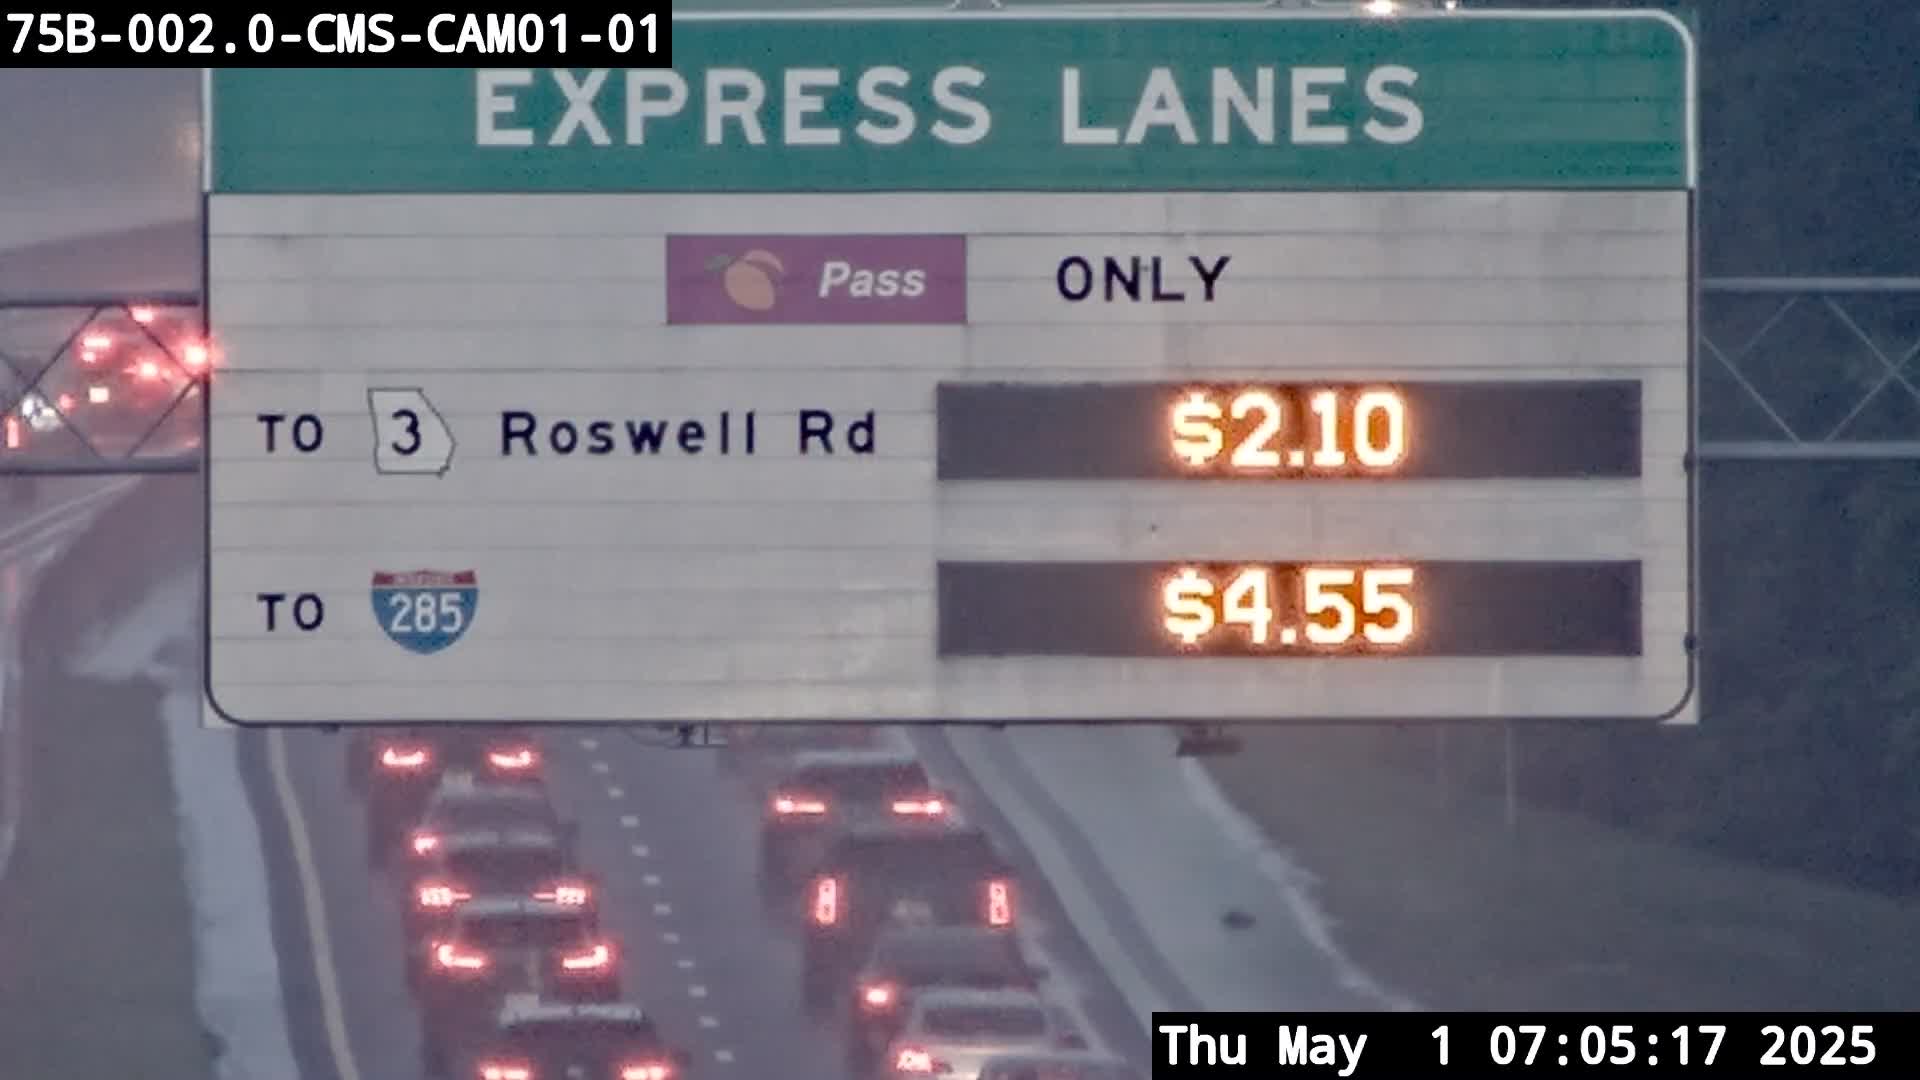 75B-002.0-CMS-CAM01-01
EXPRESS LANES
Pass ONLY
TO 3 Roswell Rd $2.10
TO 285 $4.55
Thu May 1 07:05:17 2025